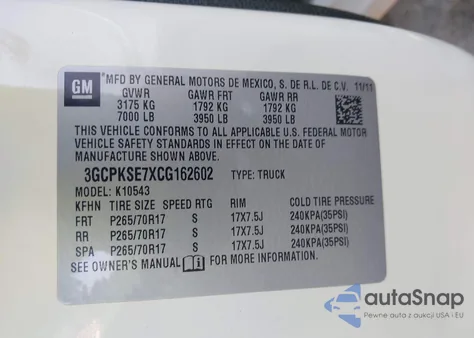 GM MFD BY GENERAL MOTORS DE MEXICO, S. DE R.L. DE C.V. 11/11
GVWR GAWR FRT GAWR RR
3175 KG 1792 KG 1792 KG
7000 LB 3950 LB 3950 LB
THIS VEHICLE CONFORMS TO ALL APPLICABLE U.S. FEDERAL MOTOR
VEHICLE SAFETY STANDARDS IN EFFECT ON THE DATE OF
MANUFACTURE SHOWN ABOVE.
3GCPKSE7XCG162602 TYPE: TRUCK
MODEL: K10543
KFHN TIRE SIZE SPEED RTG RIM COLD TIRE PRESSURE
FRT P265/70R17 S 17X7.5J 240KPA(35PSI)
RR P265/70R17 S 17X7.5J 240KPA(35PSI)
SPA P265/70R17 S 17X7.5J 240KPA(35PSI)
SEE OWNER'S MANUAL FOR MORE INFORMATION.
autoSnap
Pewne auta z aukcji USA i EU